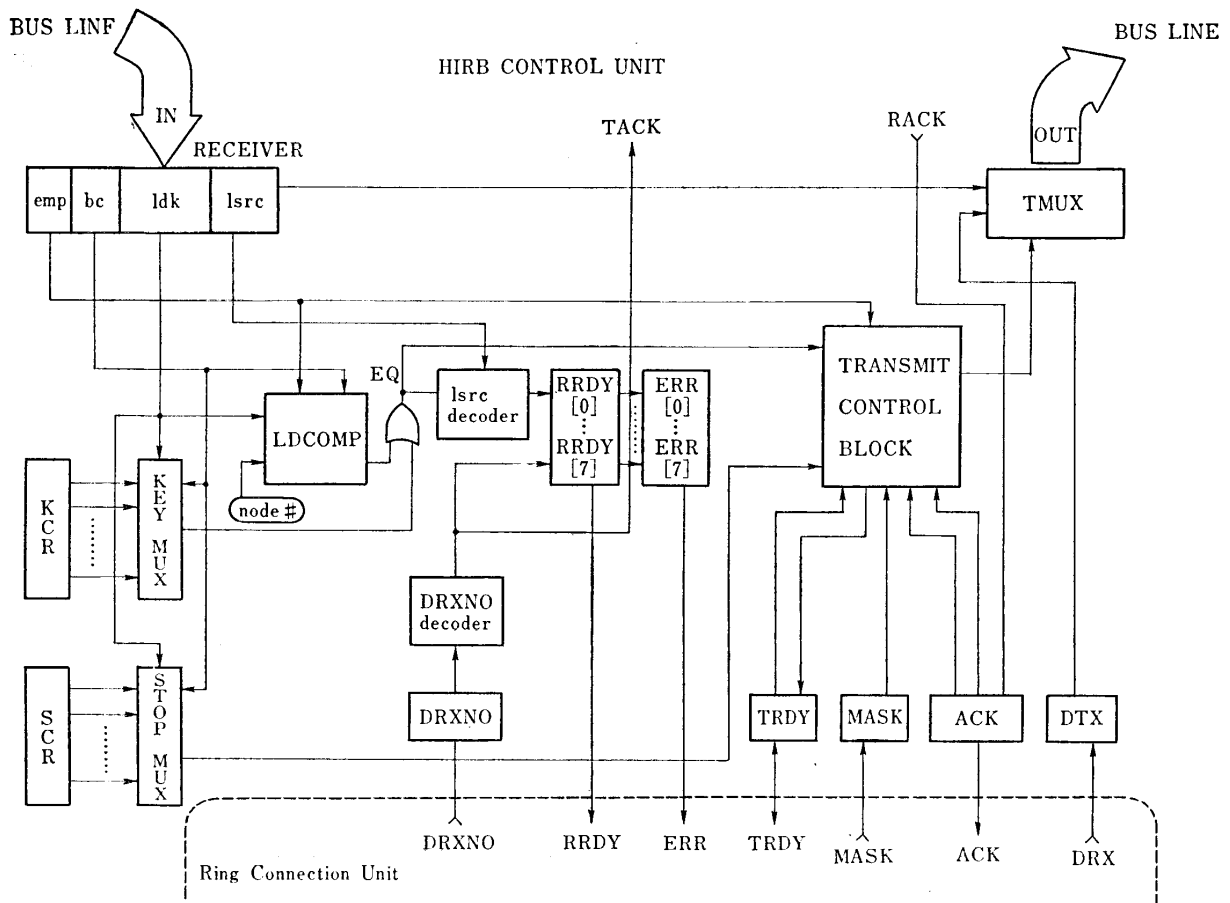 BUS LINF
BUS LINE
HIRB CONTROL UNIT
IN
OUT
TACK
RACK
RECEIVER
emp bc ldk lsrc
TMUX
EQ
TRANSMIT
CONTROL
BLOCK
LDCOMP
lsrc
decoder
RRDY
[0]
RRDY
[7]
ERR
[0]
ERR
[7]
node #
KCR
KEY MUX
DRXNO
decoder
SCR
STOP MUX
DRXNO
TRDY
MASK
ACK
DTX
DRXNO
RRDY
ERR
TRDY
MASK
ACK
DRX
Ring Connection Unit